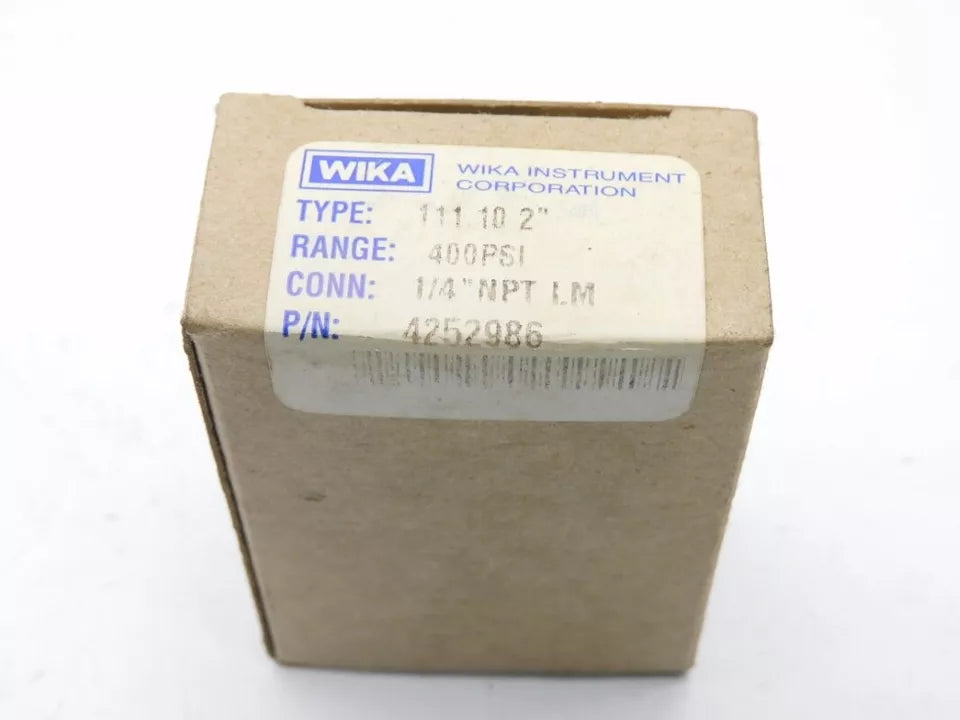 WIKA WIKA INSTRUMENT
CORPORATION
TYPE: 111.10 2"
RANGE: 400PSI
CONN: 1/4"NPT LM
P/N: 4252986